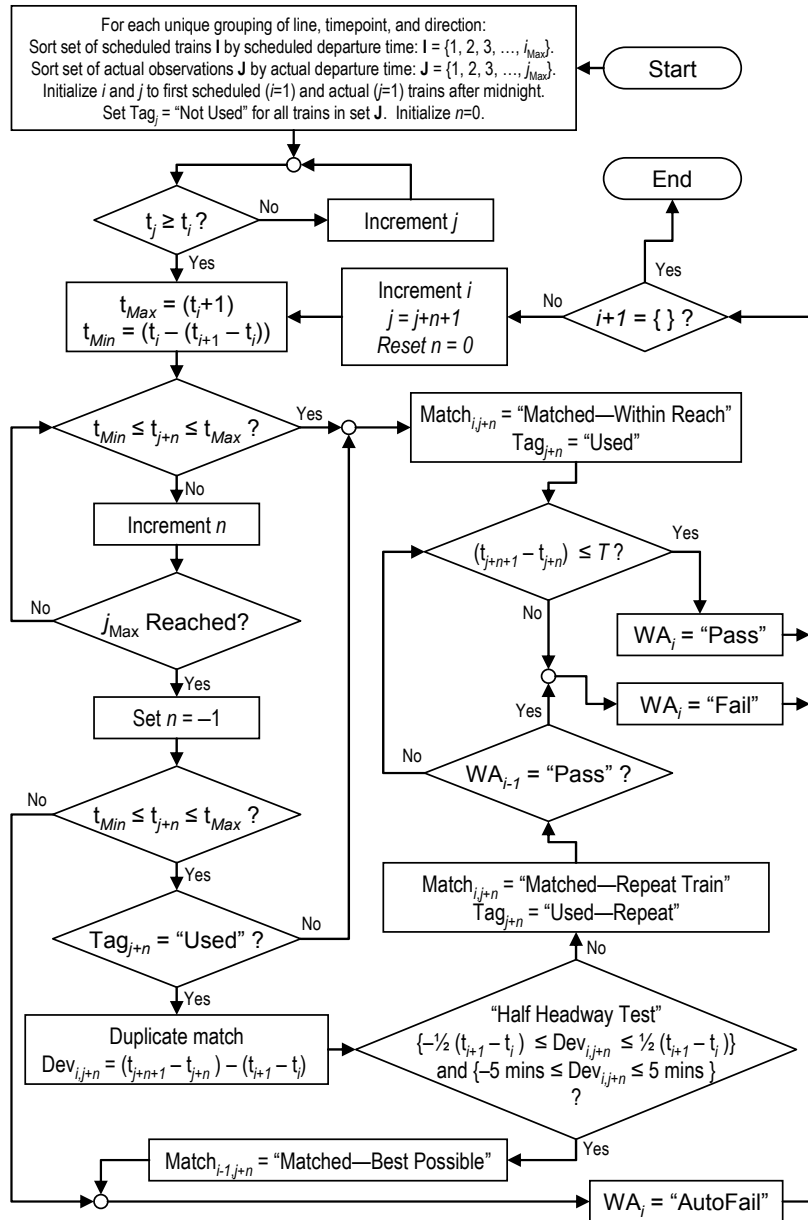 For each unique grouping of line, timepoint, and direction:
Sort set of scheduled trains I by scheduled departure time: I = {1, 2, 3, …, iMax}.
Sort set of actual observations J by actual departure time: J = {1, 2, 3, …, jMax}.
Initialize i and j to first scheduled (i=1) and actual (j=1) trains after midnight.
Set Tagj = “Not Used” for all trains in set J. Initialize n=0.
Start
End
tj ≥ ti ?
No
Increment j
Yes
tMax = (ti+1)
tMin = (ti – (ti+1 – ti))
Increment i
j = j+n+1
Reset n = 0
No
i+1 = { } ?
Yes
tMin ≤ tj+n ≤ tMax ?
Yes
No
Match i,j+n = “Matched—Within Reach”
Tagj+n = “Used”
Increment n
(tj+n+1 – tj+n) ≤ T ?
Yes
No
jMax Reached?
No
Yes
WAi = “Pass”
WAi = “Fail”
Set n = –1
Yes
WAi-1 = “Pass” ?
No
tMin ≤ tj+n ≤ tMax ?
No
Yes
Match i,j+n = “Matched—Repeat Train”
Tagj+n = “Used—Repeat”
Tagj+n = “Used” ?
No
Yes
No
“Half Headway Test”
{–½ (ti+1 – ti ) ≤ Devi,j+n ≤ ½ (ti+1 – ti )}
and {–5 mins ≤ Devi,j+n ≤ 5 mins }
?
Duplicate match
Devi,j+n = (tj+n+1 – tj+n ) – (ti+1 – ti)
Yes
Match i-1,j+n = “Matched—Best Possible”
WAi = “AutoFail”